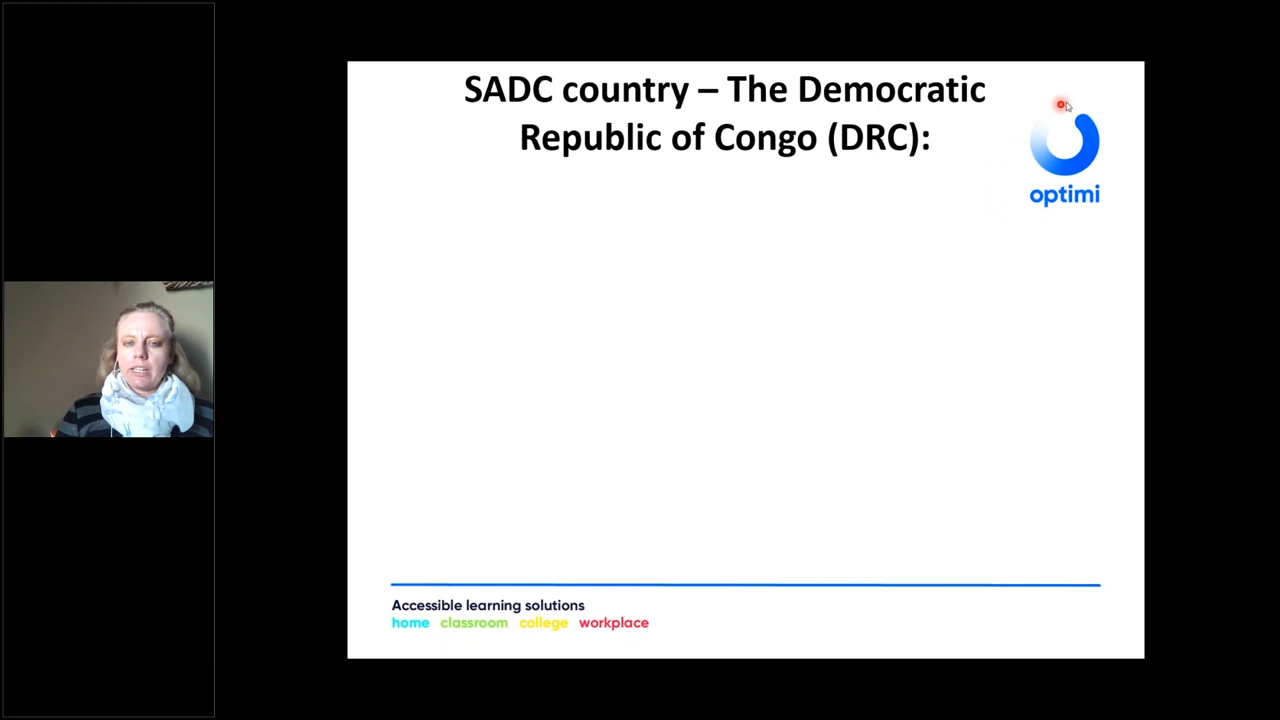 SADC country – The Democratic
Republic of Congo (DRC):
optimi
Accessible learning solutions
home classroom college workplace